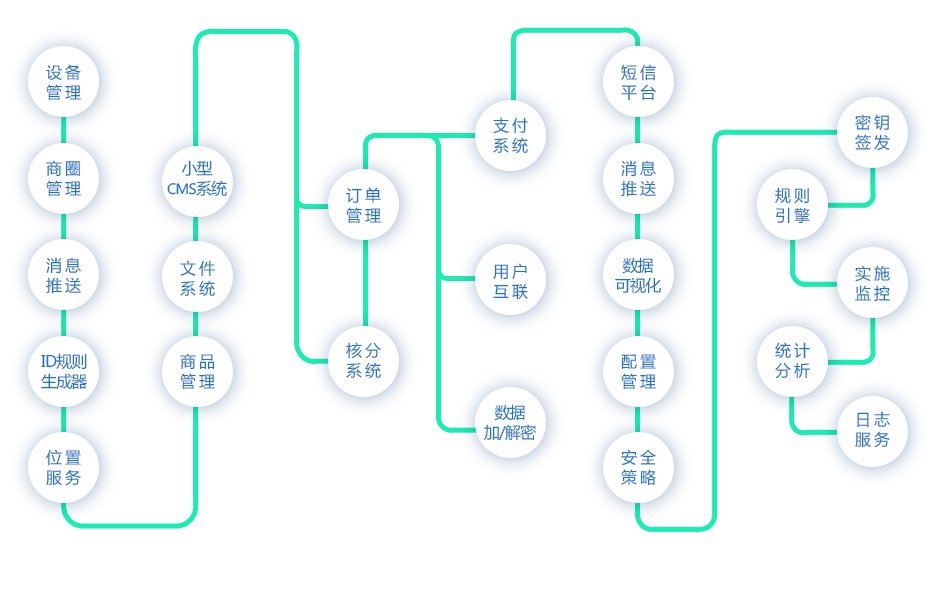 设备
管理
商圈
管理
消息
推送
ID规则
生成器
位置
服务
小型
CMS系统
文件
系统
商品
管理
订单
管理
核分
系统
支付
系统
用户
互联
数据
加/解密
短信
平台
消息
推送
数据
可视化
配置
管理
安全
策略
密钥
签发
规则
引擎
实施
监控
统计
分析
日志
服务